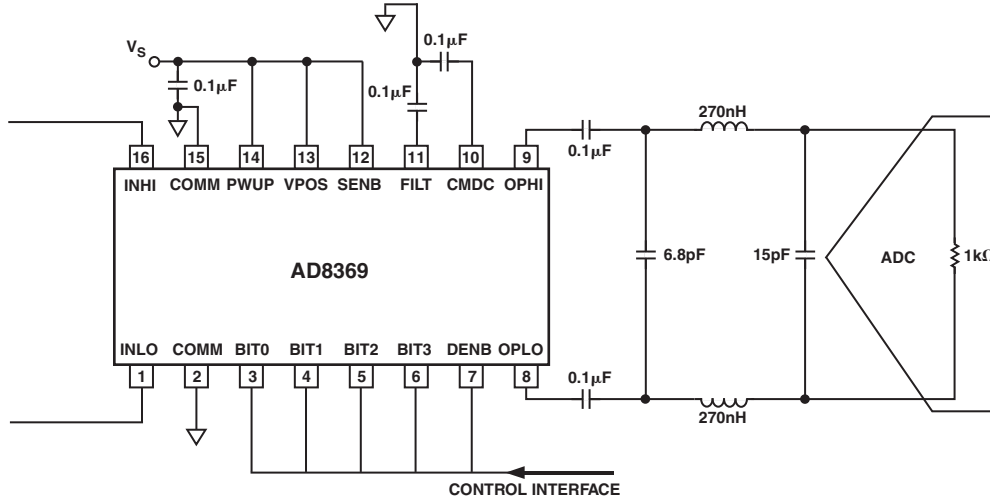 0.1µF
V_S
0.1µF
0.1µF
270nH
16 15 14 13 12 11 10 9
0.1µF
INHI COMM PWUP VPOS SENB FILT CMDC OPHI
6.8pF 15pF ADC 1kΩ
AD8369
INLO COMM BIT0 BIT1 BIT2 BIT3 DENB OPLO
1 2 3 4 5 6 7 8
0.1µF
270nH
CONTROL INTERFACE